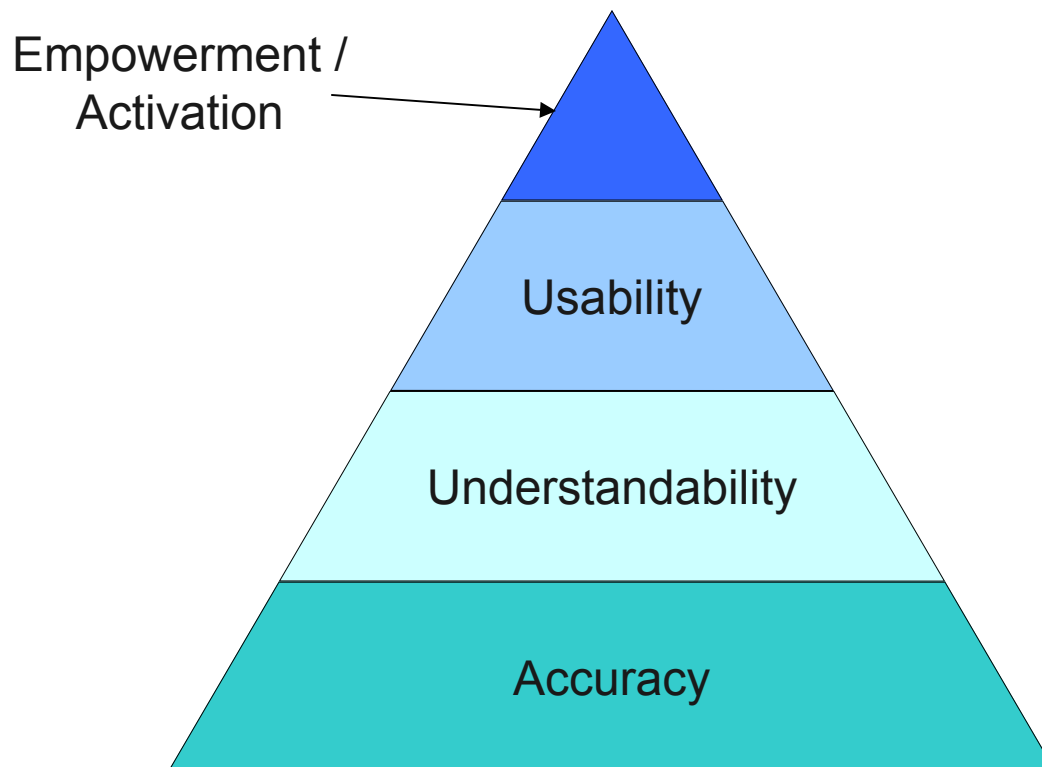 Empowerment /
Activation
Usability
Understandability
Accuracy